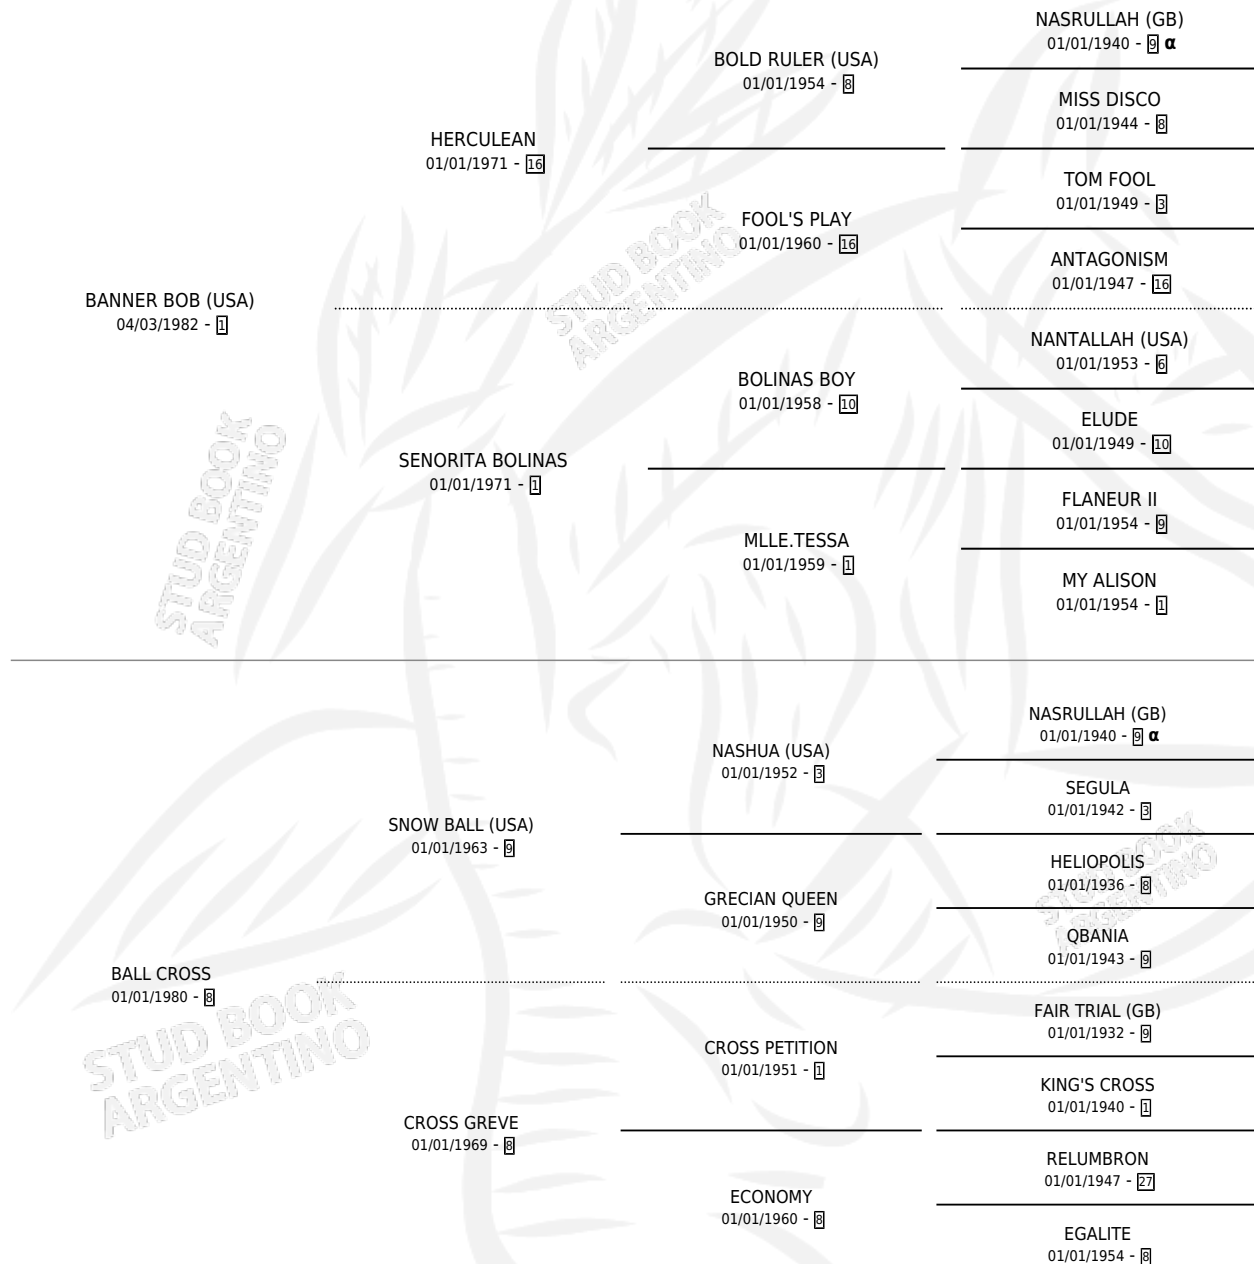 NASRULLAH (GB)
01/01/1940 - 9 α
BOLD RULER (USA)
01/01/1954 - 8
MISS DISCO
01/01/1944 - 8
HERCULEAN
01/01/1971 - 16
TOM FOOL
01/01/1949 - 3
FOOL'S PLAY
01/01/1960 - 16
ANTAGONISM
01/01/1947 - 16
BANNER BOB (USA)
04/03/1982 - 1
NANTALLAH (USA)
01/01/1953 - 6
BOLINAS BOY
01/01/1958 - 10
ELUDE
01/01/1949 - 10
SENORITA BOLINAS
01/01/1971 - 1
FLANEUR II
01/01/1954 - 9
MLLE.TESSA
01/01/1959 - 1
MY ALISON
01/01/1954 - 1
NASRULLAH (GB)
01/01/1940 - 9 α
NASHUA (USA)
01/01/1952 - 3
SEGULA
01/01/1942 - 3
SNOW BALL (USA)
01/01/1963 - 9
HELIOPOLIS
01/01/1936 - 8
GRECIAN QUEEN
01/01/1950 - 9
QBANIA
01/01/1943 - 9
BALL CROSS
01/01/1980 - 8
FAIR TRIAL (GB)
01/01/1932 - 9
CROSS PETITION
01/01/1951 - 1
KING'S CROSS
01/01/1940 - 1
CROSS GREVE
01/01/1969 - 8
RELUMBRON
01/01/1947 - 27
ECONOMY
01/01/1960 - 8
EGALITE
01/01/1954 - 8
STUD BOOK
ARGENTINO
STUD BOOK
ARGENTINO
STUD BOOK
ARGENTINO
STUD BOOK
ARGENTINO